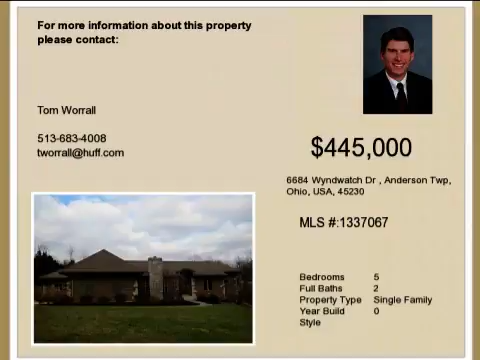 For more information about this property
please contact:
Tom Worrall
513-683-4008
tworrall@huff.com
$445,000
6684 Wyndwatch Dr , Anderson Twp,
Ohio, USA, 45230
MLS #:1337067
Bedrooms 5
Full Baths 2
Property Type Single Family
Year Build 0
Style